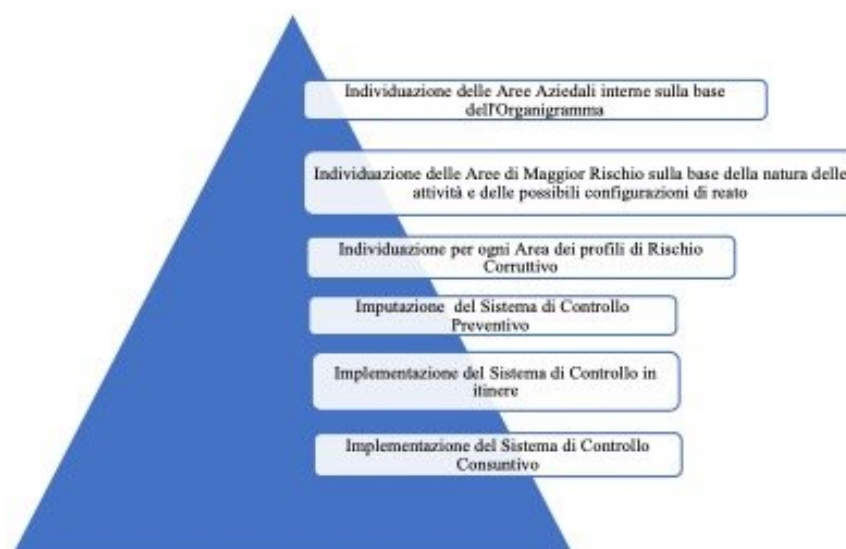 Individuazione delle Aree Aziedali interne sulla base
dell'Organigramma
Individuazione delle Aree di Maggior Rischio sulla base della natura delle
attività e delle possibili configurazioni di reato
Individuazione per ogni Area dei profili di Rischio
Corruttivo
Imputazione del Sistema di Controllo
Preventivo
Implementazione del Sistema di Controllo in
itinere
Implementazione del Sistema di Controllo
Consuntivo